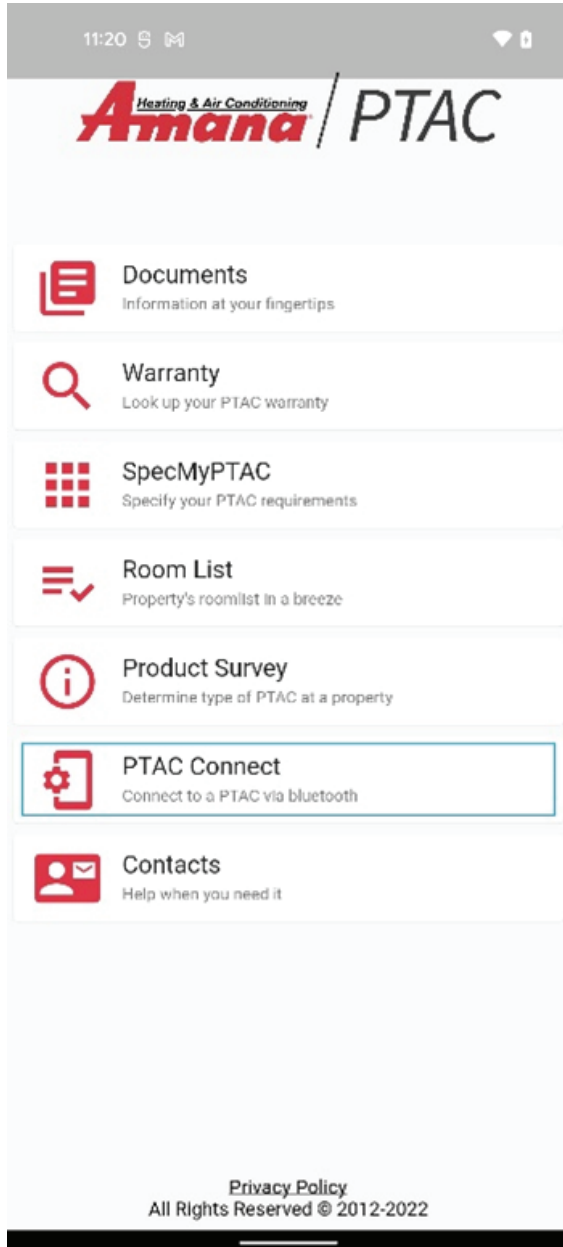 11:20
Heating & Air Conditioning
Amana
PTAC
Documents
Information at your fingertips
Warranty
Look up your PTAC warranty
SpecMyPTAC
Specify your PTAC requirements
Room List
Property's roomlist in a breeze
Product Survey
Determine type of PTAC at a property
PTAC Connect
Connect to a PTAC via bluetooth
Contacts
Help when you need it
Privacy Policy
All Rights Reserved © 2012-2022